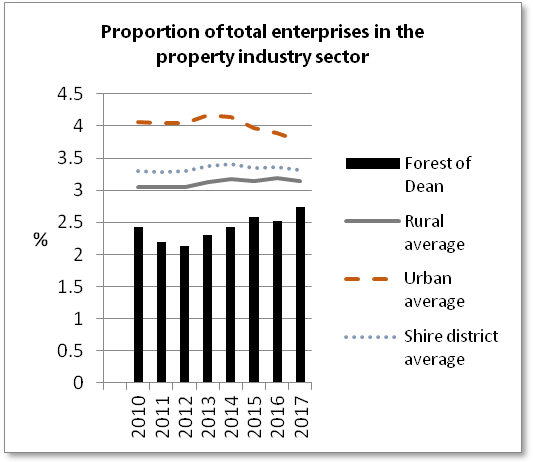 Proportion of total enterprises in the
property industry sector
4.5
4
3.5
3
2.5
2
1.5
1
0.5
0
%
2010
2011
2012
2013
2014
2015
2016
2017
Forest of
Dean
Rural
average
Urban
average
Shire district
average